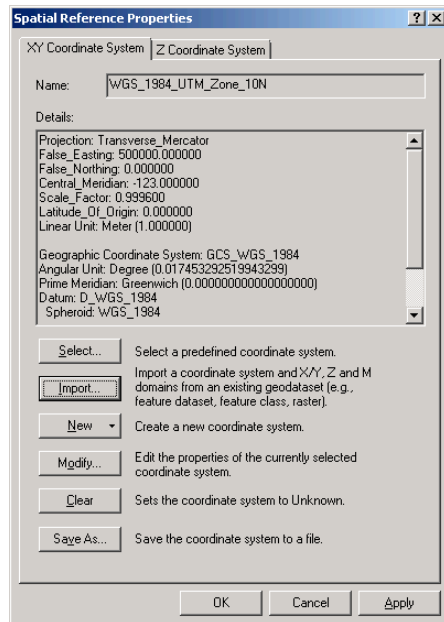 Spatial Reference Properties
XY Coordinate System
Z Coordinate System
Name: WGS_1984_UTM_Zone_10N
Details:
Projection: Transverse_Mercator
False_Easting: 500000.000000
False_Northing: 0.000000
Central_Meridian: -123.000000
Scale_Factor: 0.999600
Latitude_Of_Origin: 0.000000
Linear Unit: Meter (1.000000)
Geographic Coordinate System: GCS_WGS_1984
Angular Unit: Degree (0.017453292519943299)
Prime Meridian: Greenwich (0.000000000000000000)
Datum: D_WGS_1984
Spheroid: WGS_1984
Select... Select a predefined coordinate system.
Import a coordinate system and X/Y, Z and M
Import... domains from an existing geodataset (e.g.,
feature dataset, feature class, raster).
New Create a new coordinate system.
Modify... Edit the properties of the currently selected
coordinate system.
Clear Sets the coordinate system to Unknown.
Save As... Save the coordinate system to a file.
OK Cancel Apply